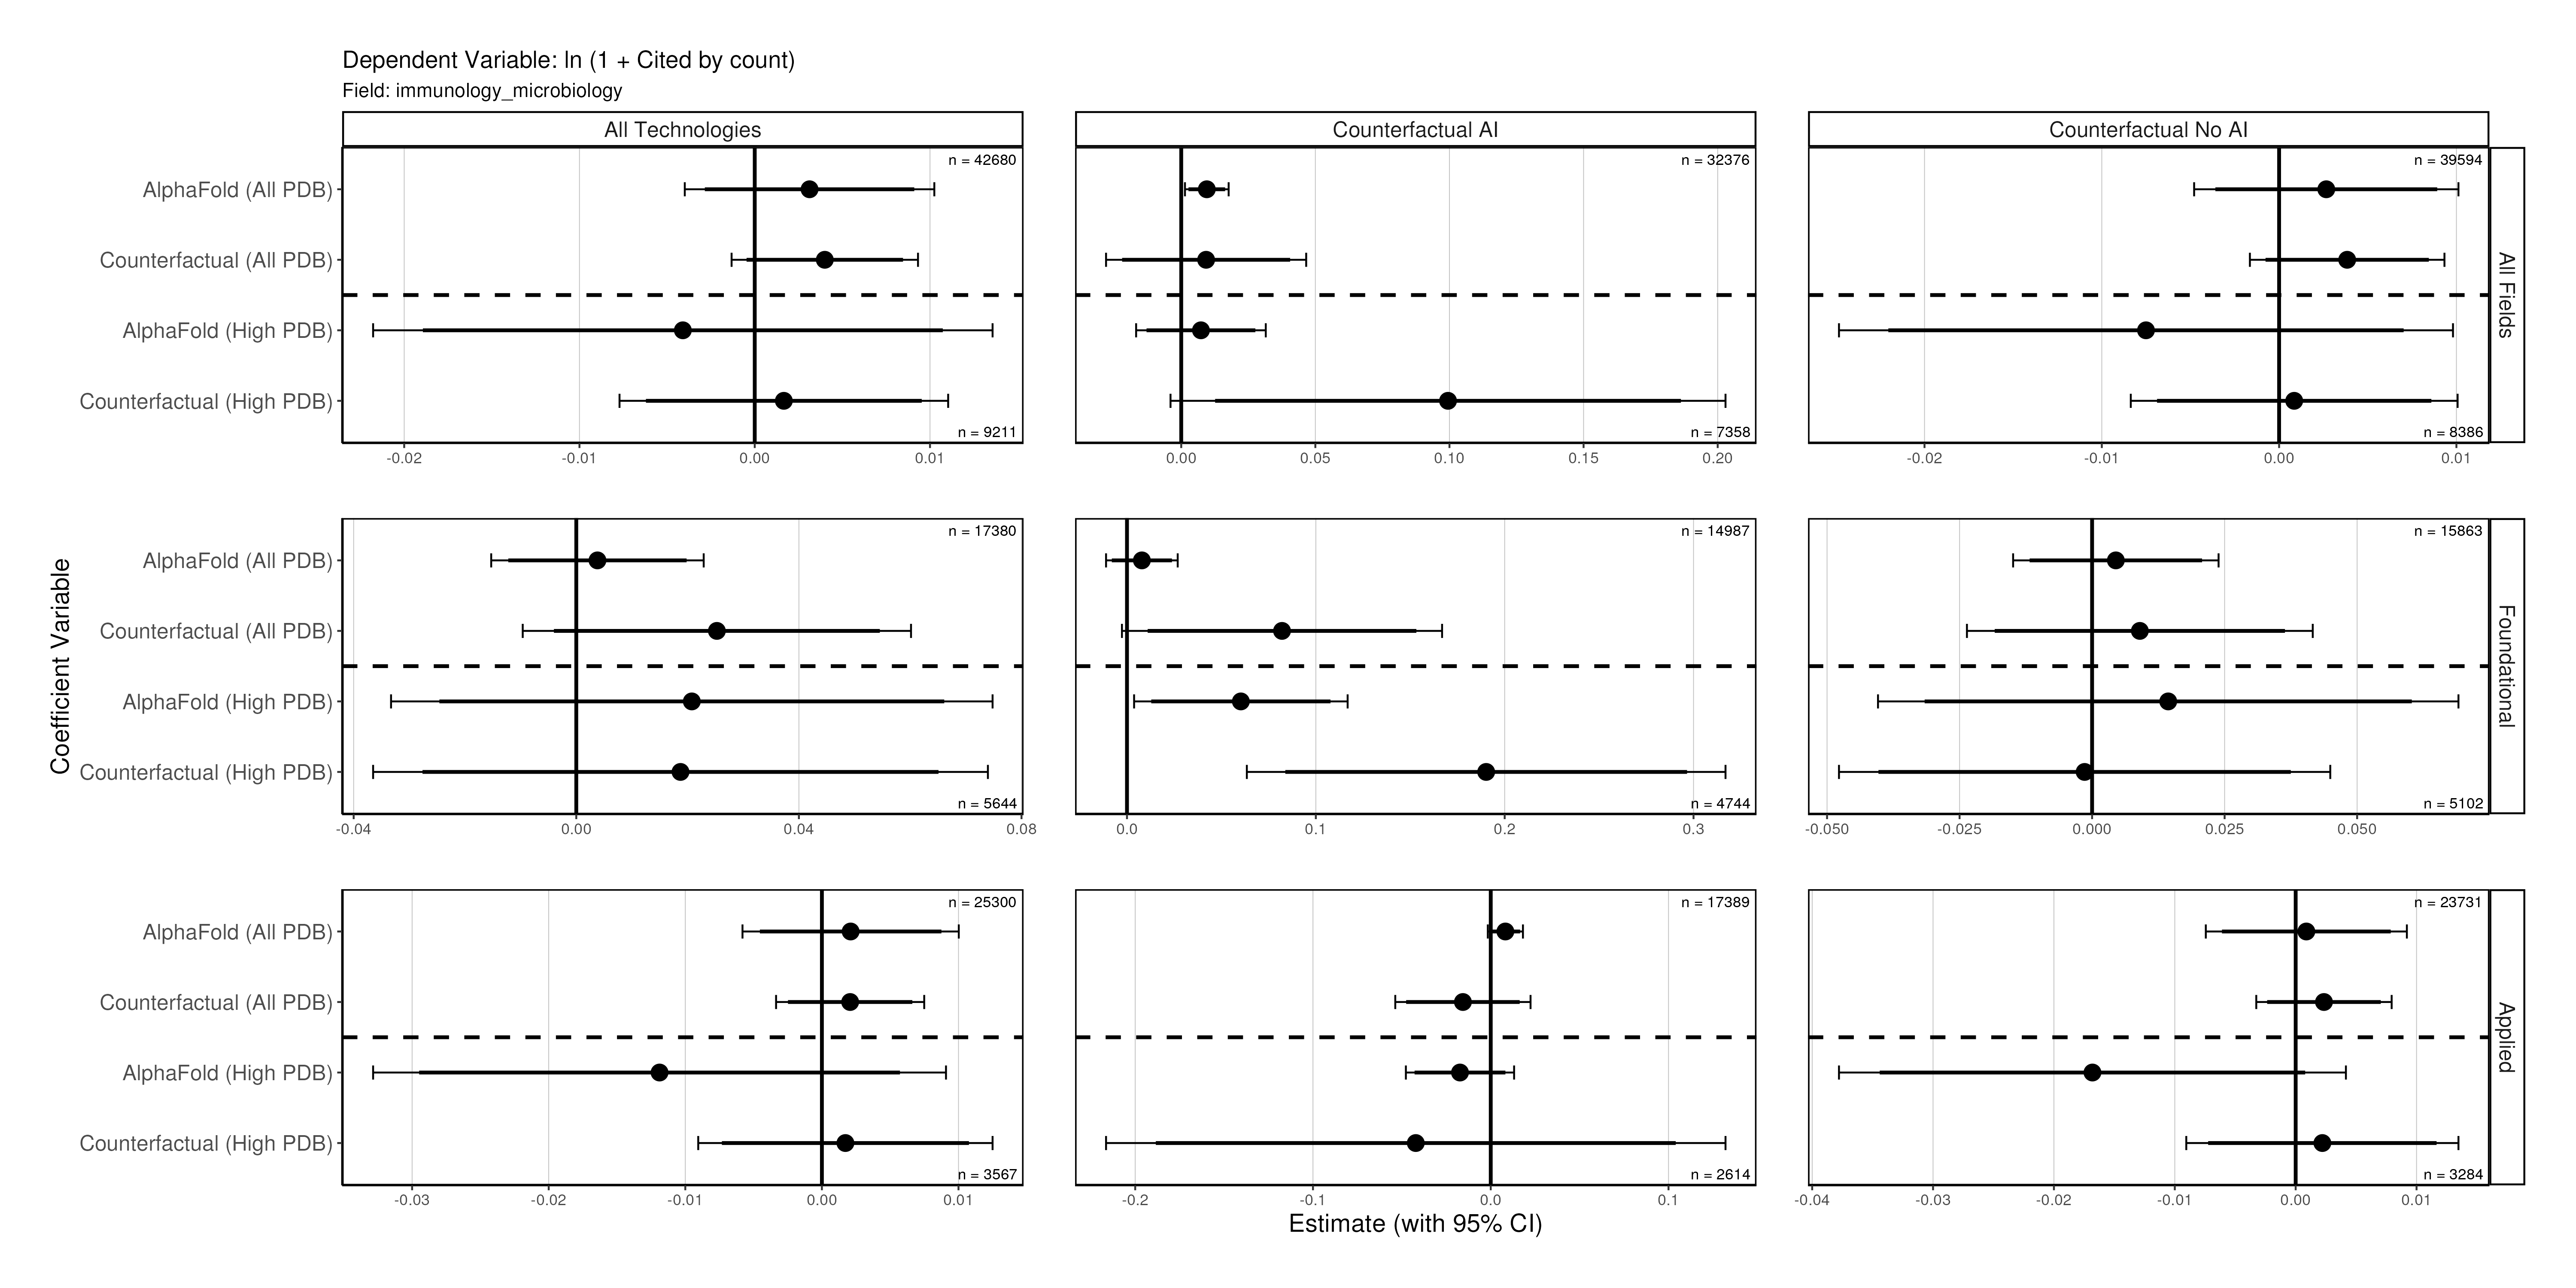 Dependent Variable: ln (1 + Cited by count)
Field: immunology_microbiology
All Technologies
Counterfactual AI
Counterfactual No AI
AlphaFold (All PDB)
Counterfactual (All PDB)
AlphaFold (High PDB)
Counterfactual (High PDB)
n = 42680
n = 9211
-0.02 -0.01 0.00 0.01
n = 32376
n = 7358
0.00 0.05 0.10 0.15 0.20
n = 39594
n = 8386
-0.02 -0.01 0.00 0.01
All Fields
Coefficient Variable
AlphaFold (All PDB)
Counterfactual (All PDB)
AlphaFold (High PDB)
Counterfactual (High PDB)
n = 17380
n = 5644
-0.04 0.00 0.04 0.08
n = 14987
n = 4744
0.0 0.1 0.2 0.3
n = 15863
n = 5102
-0.050 -0.025 0.000 0.025 0.050
Foundational
AlphaFold (All PDB)
Counterfactual (All PDB)
AlphaFold (High PDB)
Counterfactual (High PDB)
n = 25300
n = 3567
-0.03 -0.02 -0.01 0.00 0.01
n = 17389
n = 2614
-0.2 -0.1 0.0 0.1
n = 23731
n = 3284
-0.04 -0.03 -0.02 -0.01 0.00 0.01
Applied
Estimate (with 95% CI)